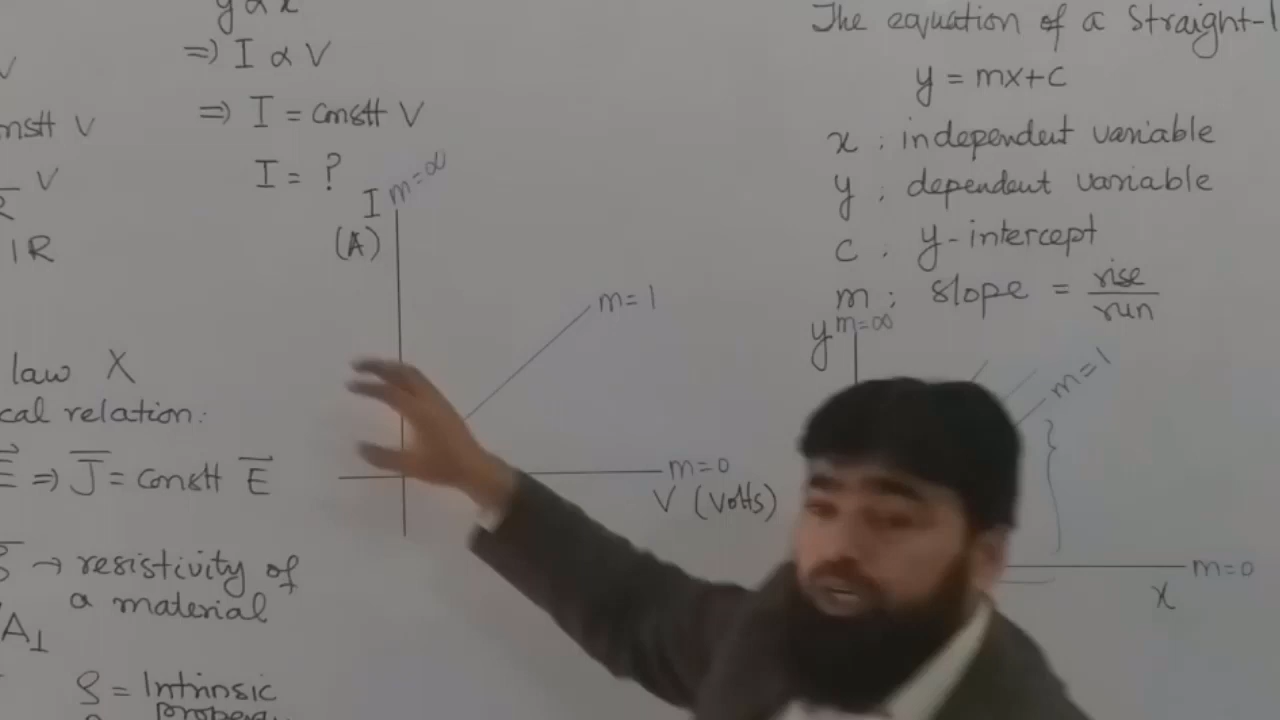 y ∝ x
V
=) I ∝ V
=) I = constt V
V
I = ?
IR
I
(A)
m=∞
m=1
m=0
V (Volts)
law X
cal relation:
E⃗ =) J = constt E
→ resistivity of
a material
A⊥
ρ = Intrinsic
The equation of a straight-l
y = mx+c
x : independent variable
y : dependent variable
c : y-intercept
m : slope = rise/run
y m=∞
m=1
m=0
x